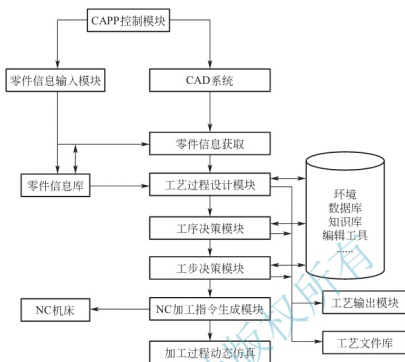 CAPP控制模块
零件信息输入模块
CAD系统
零件信息获取
零件信息库
工艺过程设计模块
环境
数据库
知识库
编辑工具
……
工序决策模块
工步决策模块
NC机床
NC加工指令生成模块
工艺输出模块
加工过程动态仿真
工艺文件库
版权所有